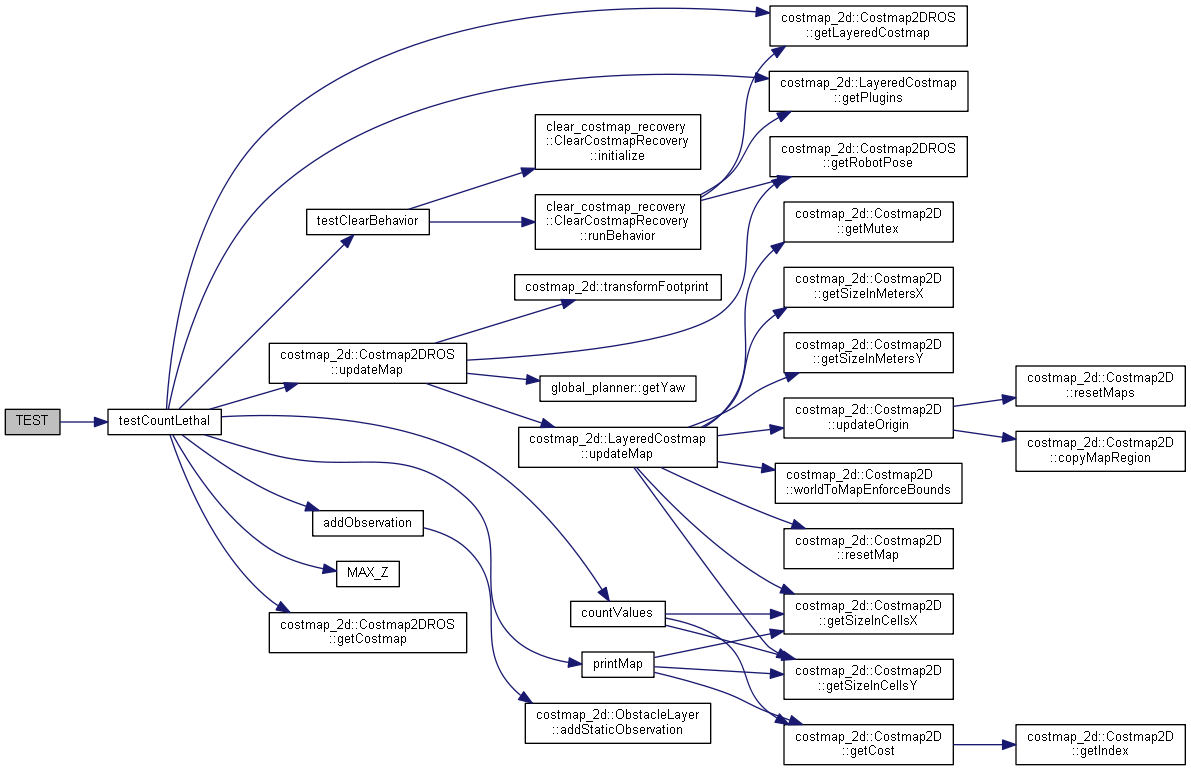 costmap_2d::Costmap2DROS
::getLayeredCostmap
costmap_2d::LayeredCostmap
::getPlugins
clear_costmap_recovery
::ClearCostmapRecovery
::initialize
costmap_2d::Costmap2DROS
::getRobotPose
testClearBehavior
clear_costmap_recovery
::ClearCostmapRecovery
::runBehavior
costmap_2d::Costmap2D
::getMutex
costmap_2d::transformFootprint
costmap_2d::Costmap2D
::getSizeInMetersX
costmap_2d::Costmap2DROS
::updateMap
costmap_2d::Costmap2D
::getSizeInMetersY
global_planner::getYaw
costmap_2d::Costmap2D
::resetMaps
TEST
testCountLethal
costmap_2d::LayeredCostmap
::updateMap
costmap_2d::Costmap2D
::updateOrigin
costmap_2d::Costmap2D
::copyMapRegion
costmap_2d::Costmap2D
::worldToMapEnforceBounds
addObservation
costmap_2d::Costmap2D
::resetMap
MAX_Z
costmap_2d::Costmap2DROS
::getCostmap
countValues
costmap_2d::Costmap2D
::getSizeInCellsX
printMap
costmap_2d::Costmap2D
::getSizeInCellsY
costmap_2d::ObstacleLayer
::addStaticObservation
costmap_2d::Costmap2D
::getCost
costmap_2d::Costmap2D
::getIndex